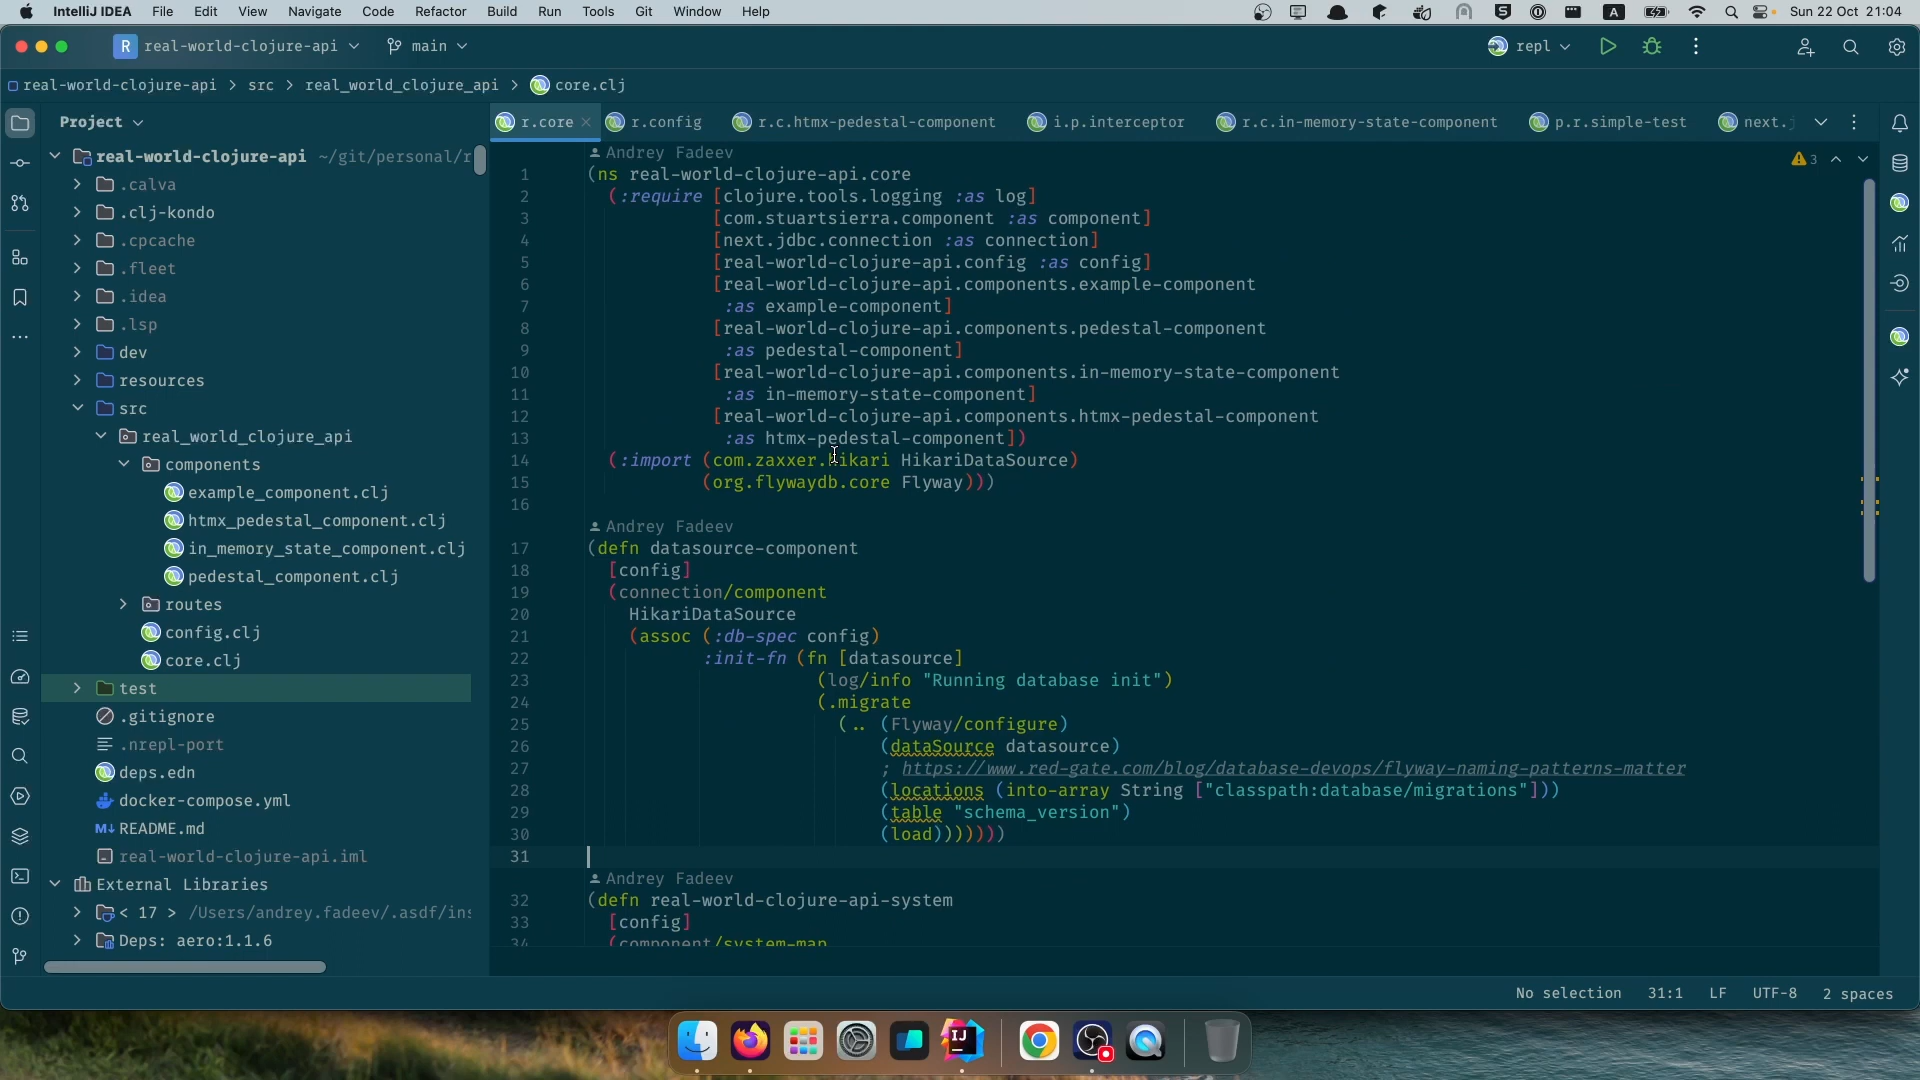 IntelliJ IDEA File Edit View Navigate Code Refactor Build Run Tools Git Window Help A Sun 22 Oct 21:04
R real-world-clojure-api main repl
real-world-clojure-api > src > real_world_clojure_api > core.clj
Project
r.core r.config r.c.htmx-pedestal-component i.p.interceptor r.c.in-memory-state-component p.r.simple-test next.j
real-world-clojure-api ~/git/personal/r
.calva
.clj-kondo
.cpcache
.fleet
.idea
.lsp
dev
resources
src
real_world_clojure_api
components
example_component.clj
htmx_pedestal_component.clj
in_memory_state_component.clj
pedestal_component.clj
routes
config.clj
core.clj
test
.gitignore
.nrepl-port
deps.edn
docker-compose.yml
README.md
real-world-clojure-api.iml
External Libraries
< 17 > /Users/andrey.fadeev/.asdf/ins
Deps: aero:1.1.6
Andrey Fadeev
3
1 (ns real-world-clojure-api.core
2 (:require [clojure.tools.logging :as log]
3 [com.stuartsierra.component :as component]
4 [next.jdbc.connection :as connection]
5 [real-world-clojure-api.config :as config]
6 [real-world-clojure-api.components.example-component
7 :as example-component]
8 [real-world-clojure-api.components.pedestal-component
9 :as pedestal-component]
10 [real-world-clojure-api.components.in-memory-state-component
11 :as in-memory-state-component]
12 [real-world-clojure-api.components.htmx-pedestal-component
13 :as htmx-pedestal-component])
14 (:import (com.zaxxer.hikari HikariDataSource)
15 (org.flywaydb.core Flyway)))
16
Andrey Fadeev
17 (defn datasource-component
18 [config]
19 (connection/component
20 HikariDataSource
21 (assoc (:db-spec config)
22 :init-fn (fn [datasource]
23 (log/info "Running database init")
24 (.migrate
25 (.. (Flyway/configure)
26 (dataSource datasource)
27 ; https://www.red-gate.com/blog/database-devops/flyway-naming-patterns-matter
28 (locations (into-array String ["classpath:database/migrations"]))
29 (table "schema_version")
30 (load)))))))
31
Andrey Fadeev
32 (defn real-world-clojure-api-system
33 [config]
34 (component/system-map
No selection 31:1 LF UTF-8 2 spaces